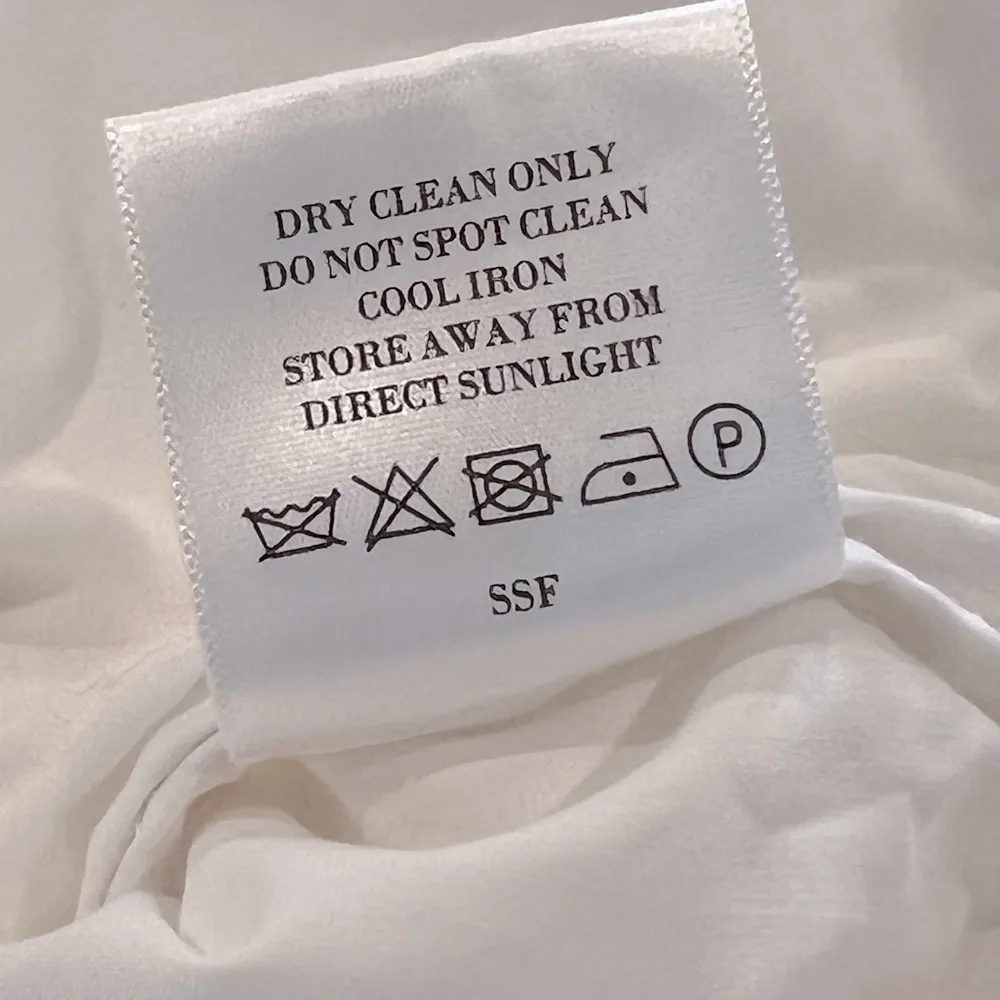 DRY CLEAN ONLY
DO NOT SPOT CLEAN
COOL IRON
STORE AWAY FROM
DIRECT SUNLIGHT
P
SSF